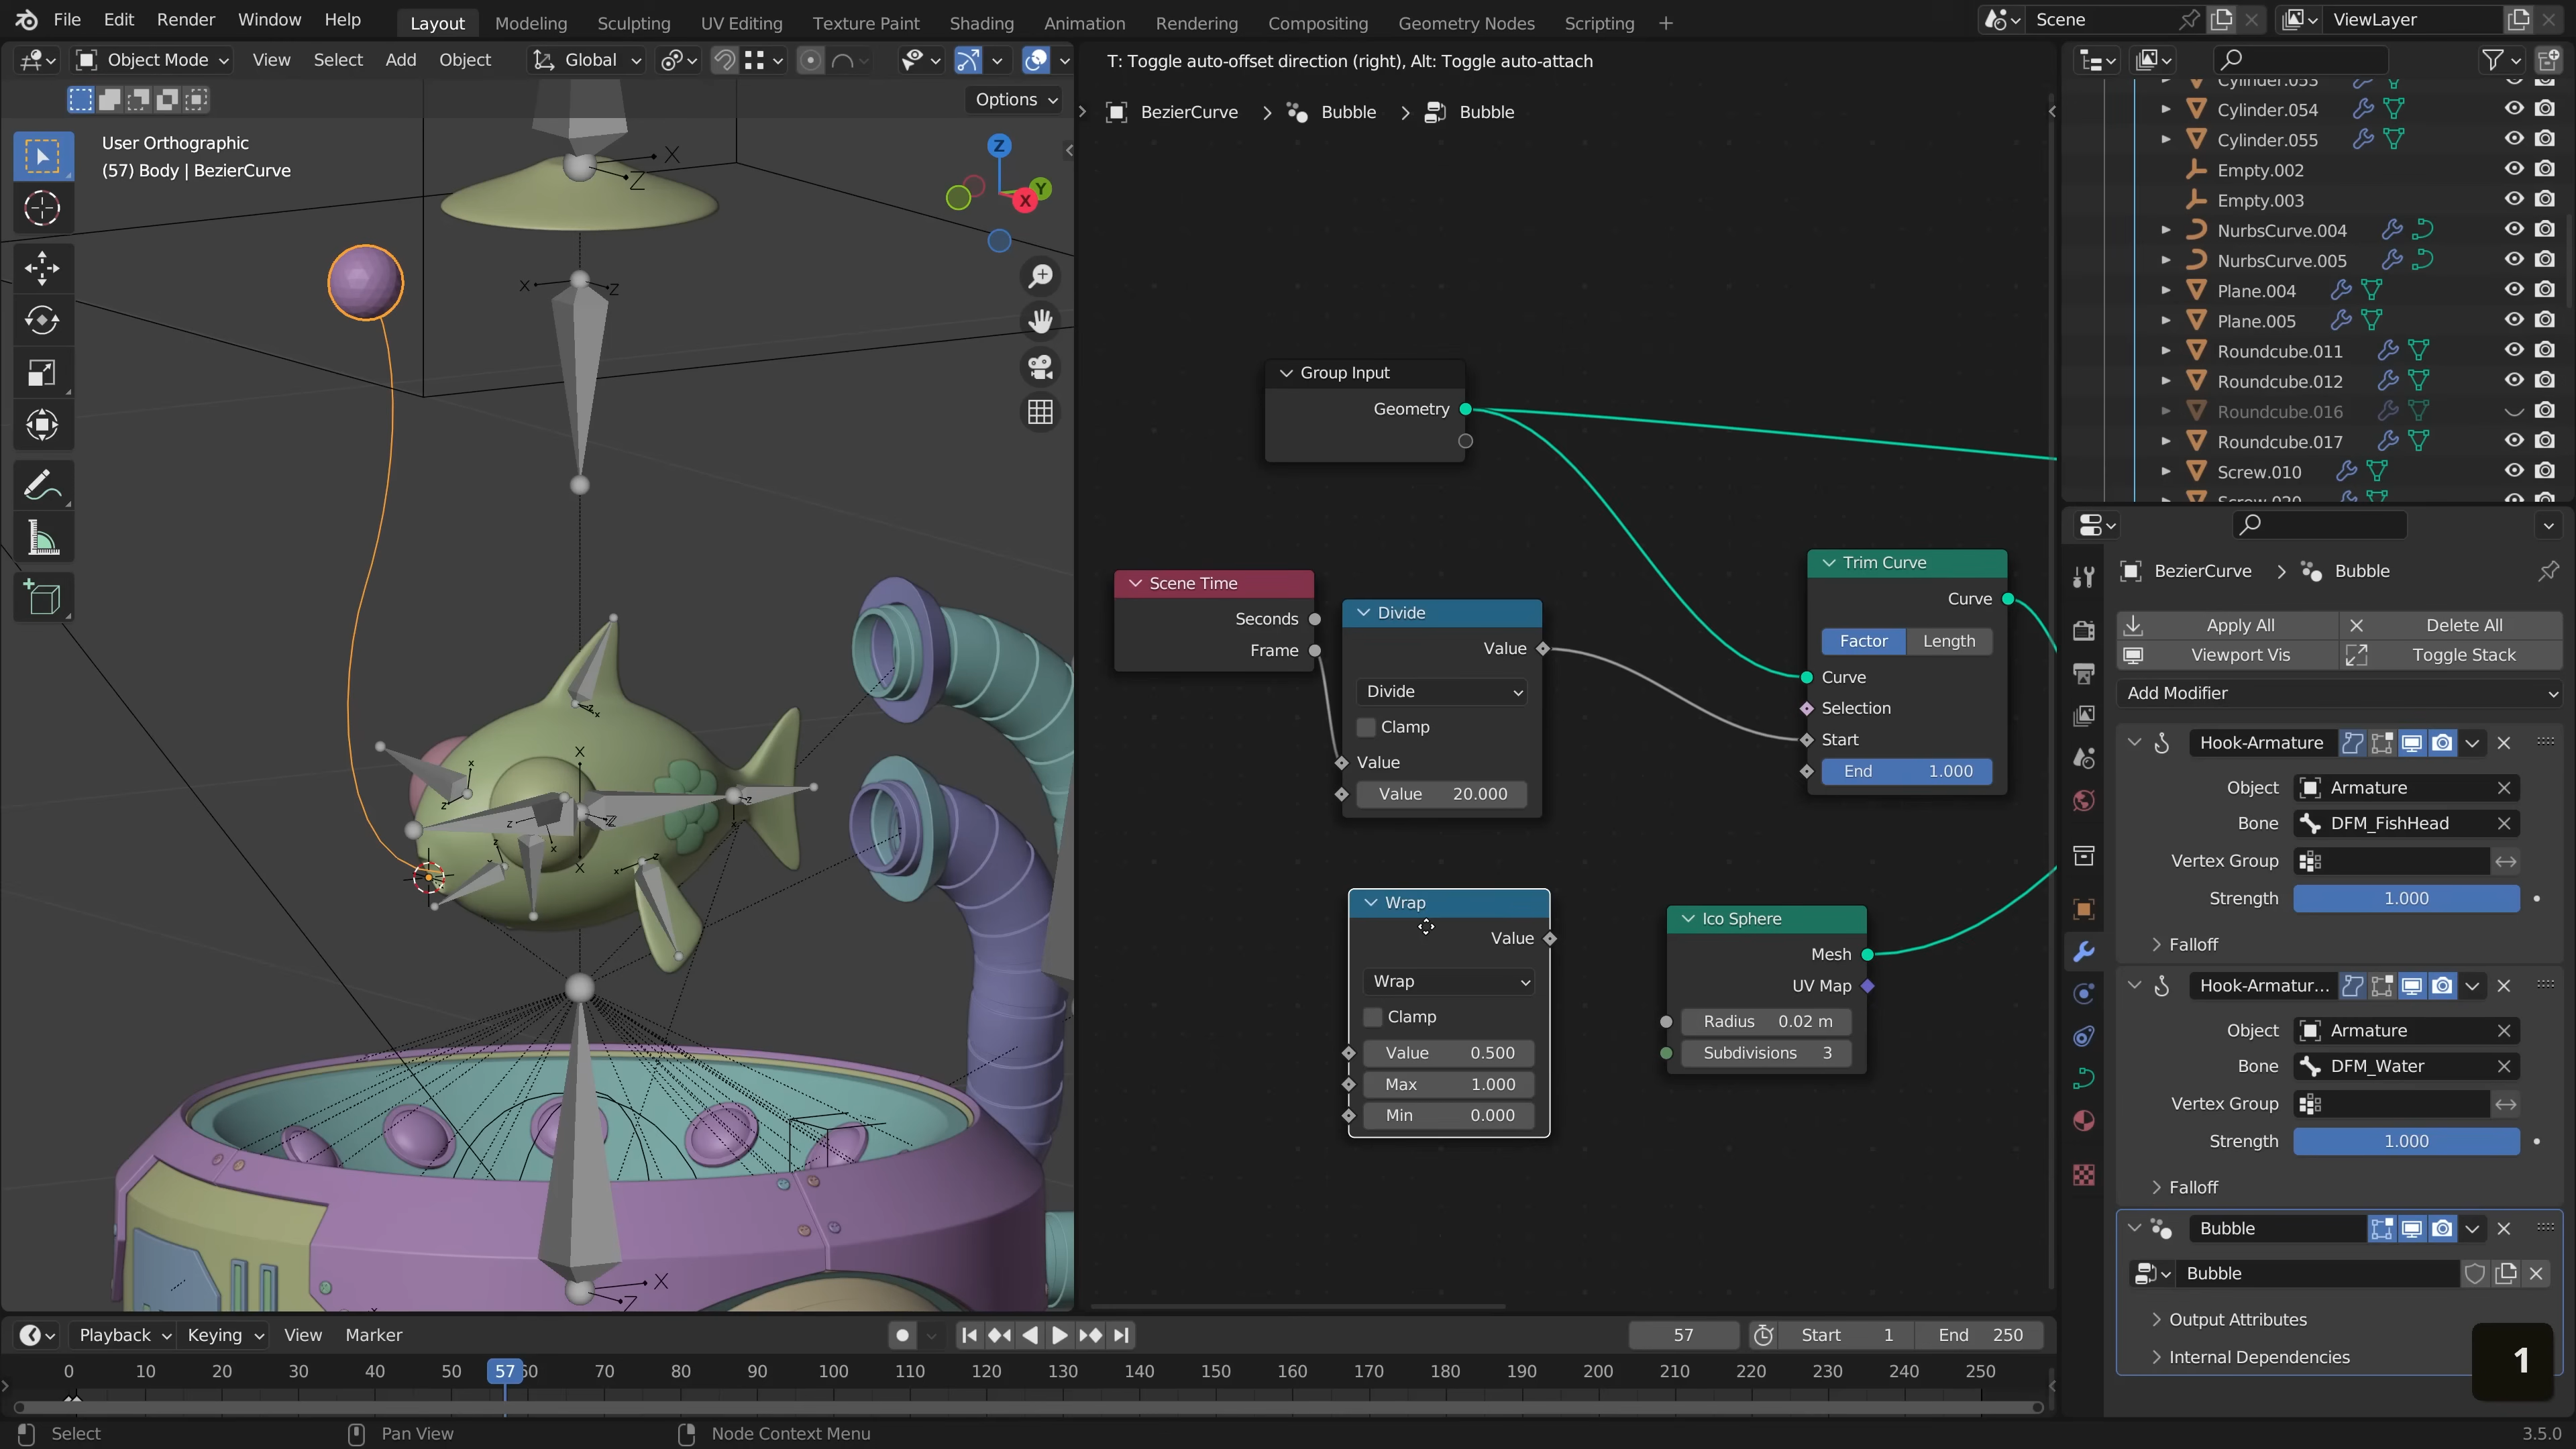 File Edit Render Window Help
Layout Modeling Sculpting UV Editing Texture Paint Shading Animation Rendering Compositing Geometry Nodes Scripting +
Scene
ViewLayer
Object Mode View Select Add Object Global
Options
User Orthographic
(57) Body | BezierCurve
Z
Y
X
X
Z
X
Z
T: Toggle auto-offset direction (right), Alt: Toggle auto-attach
BezierCurve > Bubble > Bubble
Group Input
Geometry
Scene Time
Seconds
Frame
Divide
Value
Divide
Clamp
Value
Value 20.000
Trim Curve
Curve
Factor Length
Curve
Selection
Start
End 1.000
Wrap
Value
Wrap
Clamp
Value 0.500
Max 1.000
Min 0.000
Ico Sphere
Mesh
UV Map
Radius 0.02 m
Subdivisions 3
Cylinder.053
Cylinder.054
Cylinder.055
Empty.002
Empty.003
NurbsCurve.004
NurbsCurve.005
Plane.004
Plane.005
Roundcube.011
Roundcube.012
Roundcube.016
Roundcube.017
Screw.010
BezierCurve > Bubble
Apply All Delete All
Viewport Vis Toggle Stack
Add Modifier
Hook-Armature
Object Armature
Bone DFM_FishHead
Vertex Group
Strength 1.000
Falloff
Hook-Armatur...
Object Armature
Bone DFM_Water
Vertex Group
Strength 1.000
Falloff
Bubble
Bubble
Output Attributes
Internal Dependencies
1
Playback Keying View Marker
57
Start 1 End 250
0 10 20 30 40 50 57 60 70 80 90 100 110 120 130 140 150 160 170 180 190 200 210 220 230 240 250
Select Pan View Node Context Menu
3.5.0